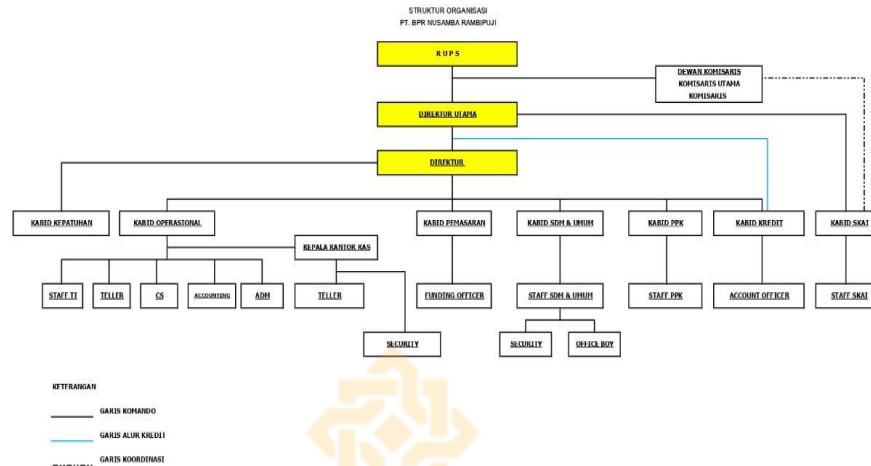 STRUKTUR ORGANISASI
PT. BPR NUSAMBA RAMBIPUJI
R U P S
DEWAN KOMISARIS
KOMISARIS UTAMA
KOMISARIS
DIREKTUR UTAMA
DIREKTUR
KABID KEPATUHAN
KABID OPERASIONAL
KABID PEMASARAN
KABID SDM & UMUM
KABID PPK
KABID KREDIT
KABID SKAI
KEPALA KANTOR KAS
STAFF TI
TELLER
CS
ACCOUNTING
ADM
TELLER
FUNDING OFFICER
STAFF SDM & UMUM
STAFF PPK
ACCOUNT OFFICER
STAFF SKAI
SECURITY
SECURITY
OFFICE BOY
KETERANGAN
GARIS KOMANDO
GARIS ALUR KREDIT
GARIS KOORDINASI